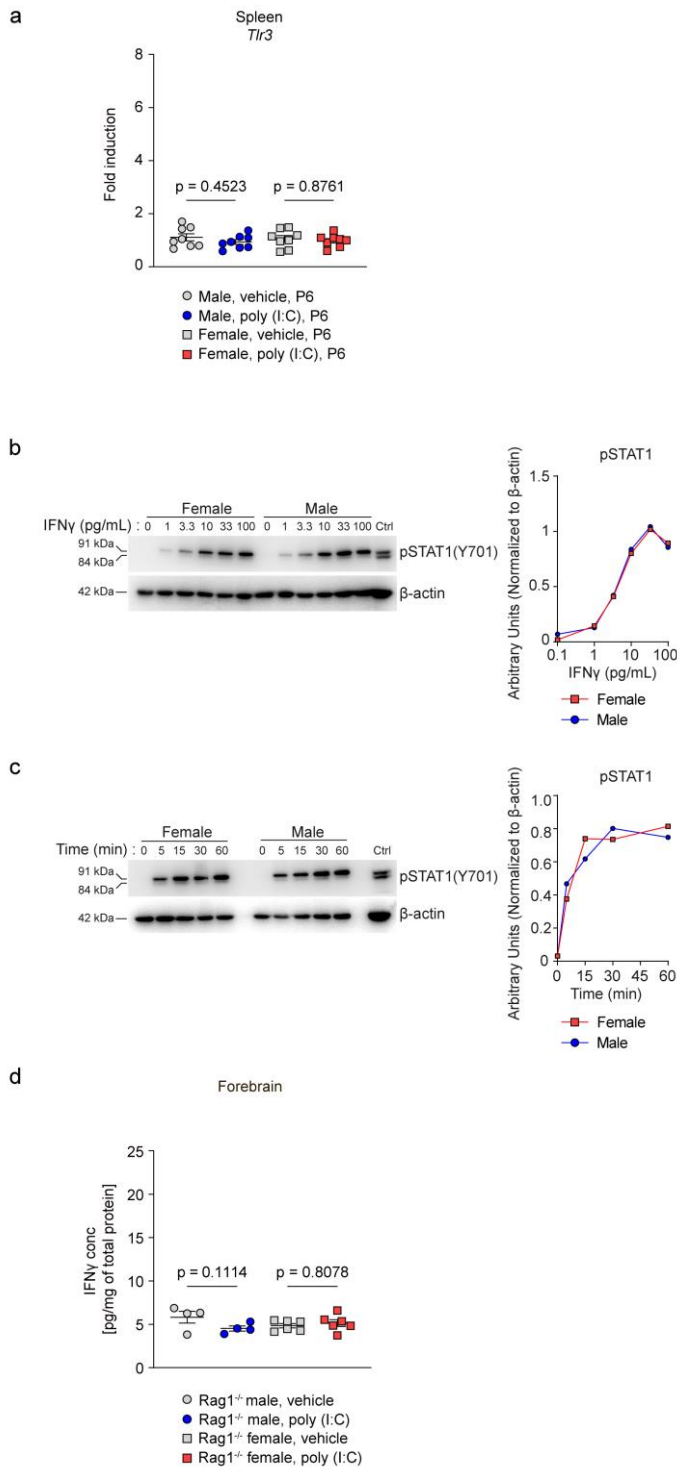 a
Spleen
Tlr3
Fold induction
8
6
4
2
0
p = 0.4523
p = 0.8761
Male, vehicle, P6
Male, poly (I:C), P6
Female, vehicle, P6
Female, poly (I:C), P6
b
Female Male
IFNγ (pg/mL) : 0 1 3.3 10 33 100 0 1 3.3 10 33 100 Ctrl
91 kDa
84 kDa
pSTAT1(Y701)
42 kDa
β-actin
pSTAT1
Arbitrary Units (Normalized to β-actin)
1.5
1.0
0.5
0
0.1 1 10 100
IFNγ (pg/mL)
Female
Male
c
Female Male
Time (min) : 0 5 15 30 60 0 5 15 30 60 Ctrl
91 kDa
84 kDa
pSTAT1(Y701)
42 kDa
β-actin
pSTAT1
Arbitrary Units (Normalized to β-actin)
1.0
0.8
0.6
0.4
0.2
0
0 15 30 45 60
Time (min)
Female
Male
d
Forebrain
IFNγ conc
[pg/mg of total protein]
25
20
15
10
5
0
p = 0.1114
p = 0.8078
Rag1⁻/⁻ male, vehicle
Rag1⁻/⁻ male, poly (I:C)
Rag1⁻/⁻ female, vehicle
Rag1⁻/⁻ female, poly (I:C)